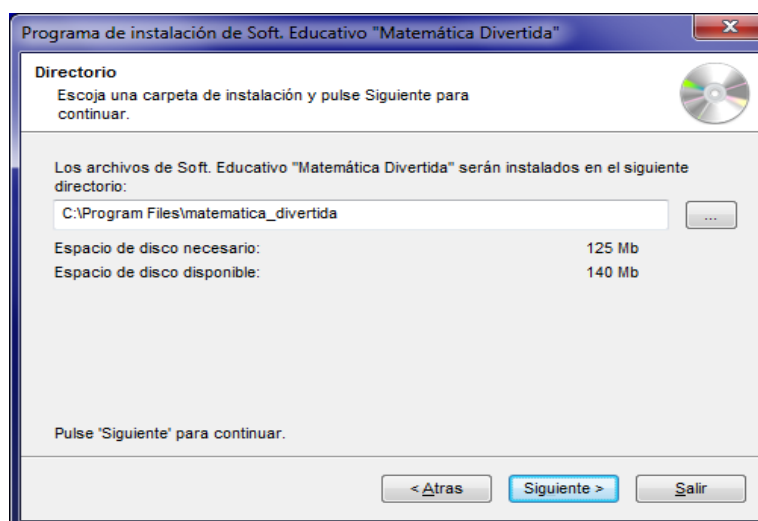 Programa de instalación de Soft. Educativo "Matemática Divertida"
Directorio
Escoja una carpeta de instalación y pulse Siguiente para
continuar.
Los archivos de Soft. Educativo "Matemática Divertida" serán instalados en el siguiente
directorio:
C:\Program Files\matematica_divertida
...
Espacio de disco necesario: 125 Mb
Espacio de disco disponible: 140 Mb
Pulse 'Siguiente' para continuar.
< Atras Siguiente > Salir